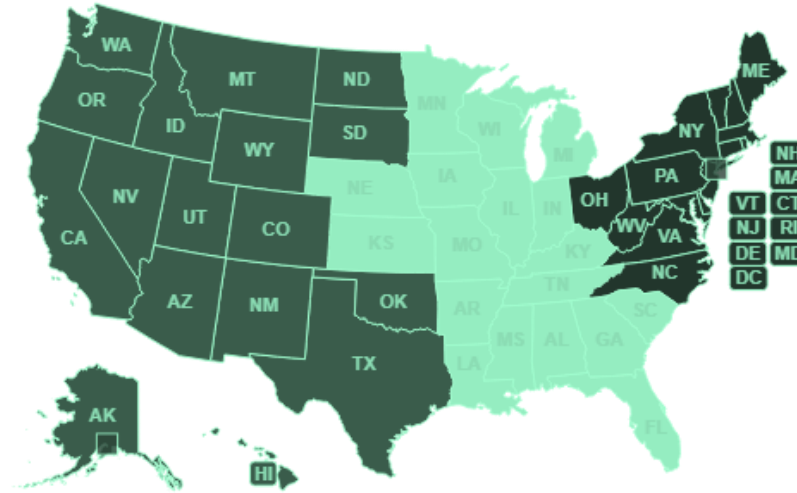 WA
ME
MT
ND
OR
MN
NY
ID
SD
WI
WY
MI
NH
PA
MA
NE
IA
OH
NV
IL
IN
VT
CT
UT
WV
CO
NJ
RI
CA
KS
MO
VA
KY
DE
MD
NC
DC
TN
AZ
NM
OK
AR
SC
MS
AL
GA
TX
LA
AK
FL
HI